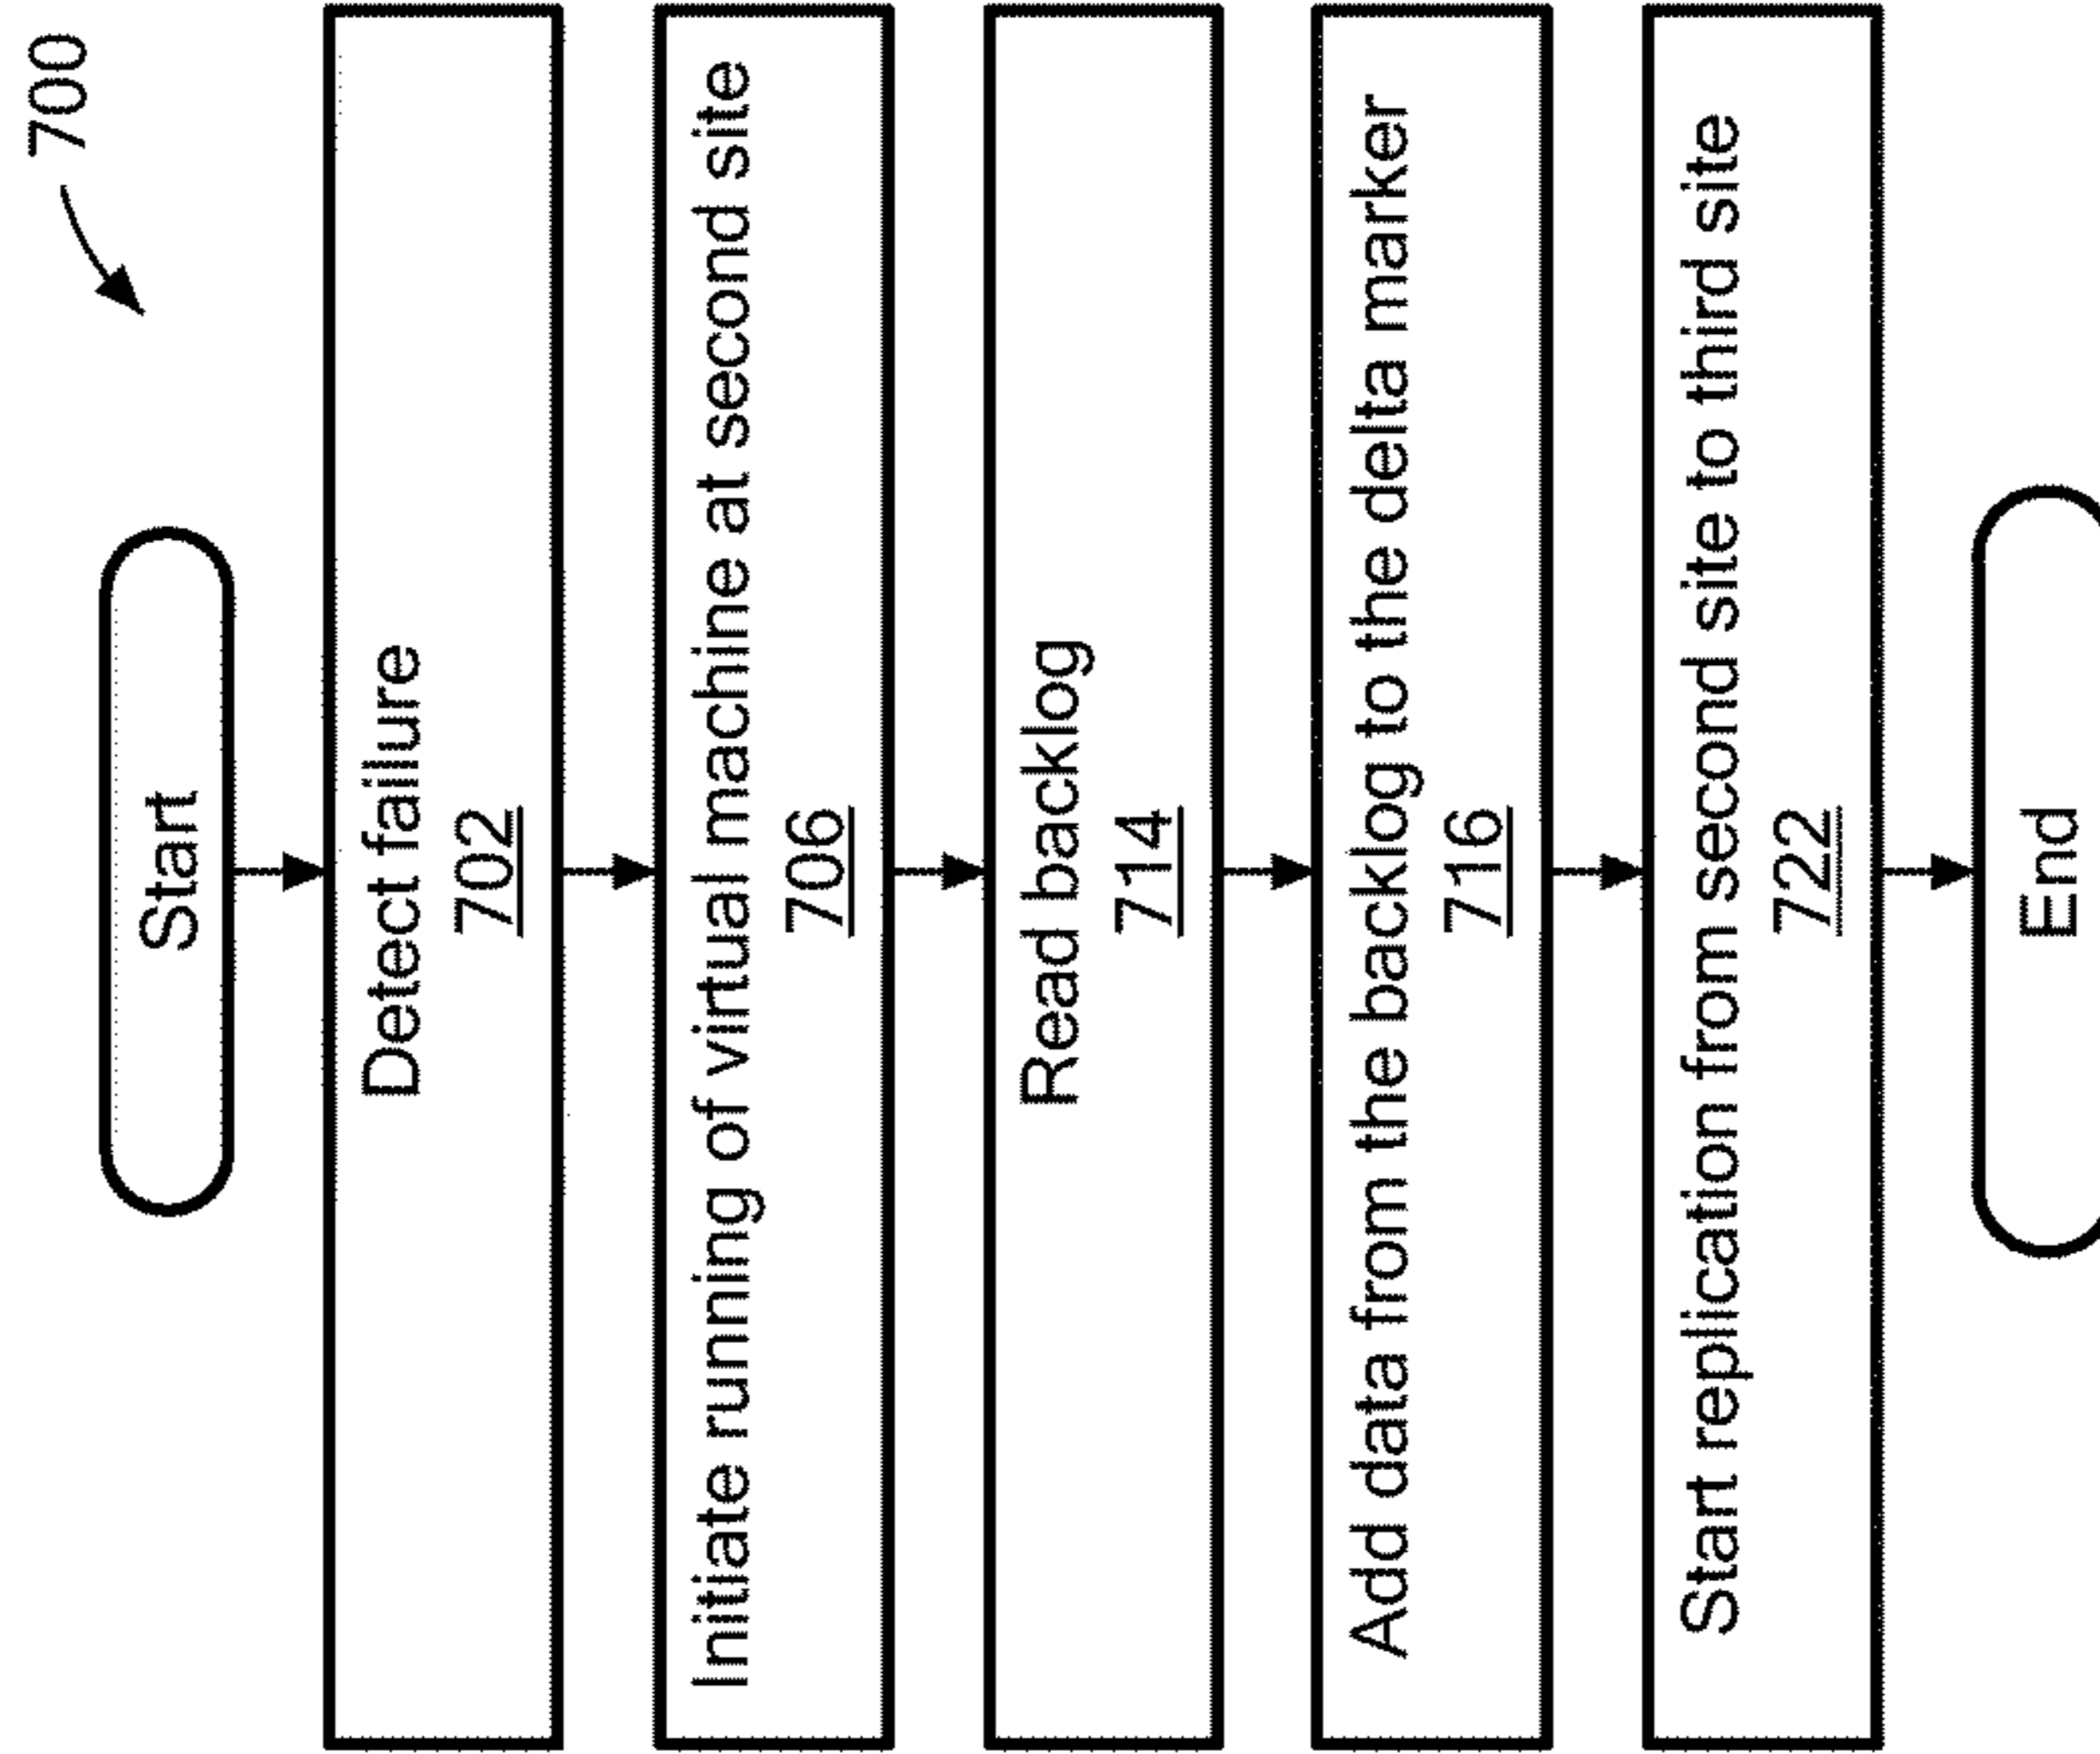 700
Start
Detect failure
702
Initiate running of virtual machine at second site
706
Read backlog
714
Add data from the backlog to the delta marker
716
Start replication from second site to third site
722
End